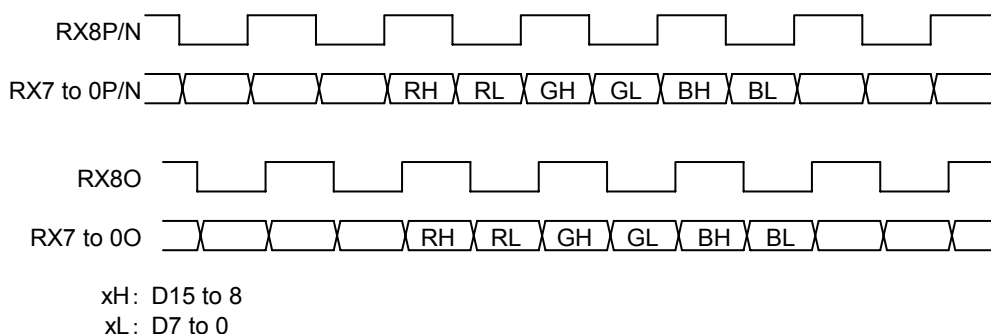 RX8P/N
RX7 to 0P/N RH RL GH GL BH BL
RX8O
RX7 to 0O RH RL GH GL BH BL
xH: D15 to 8
xL: D7 to 0